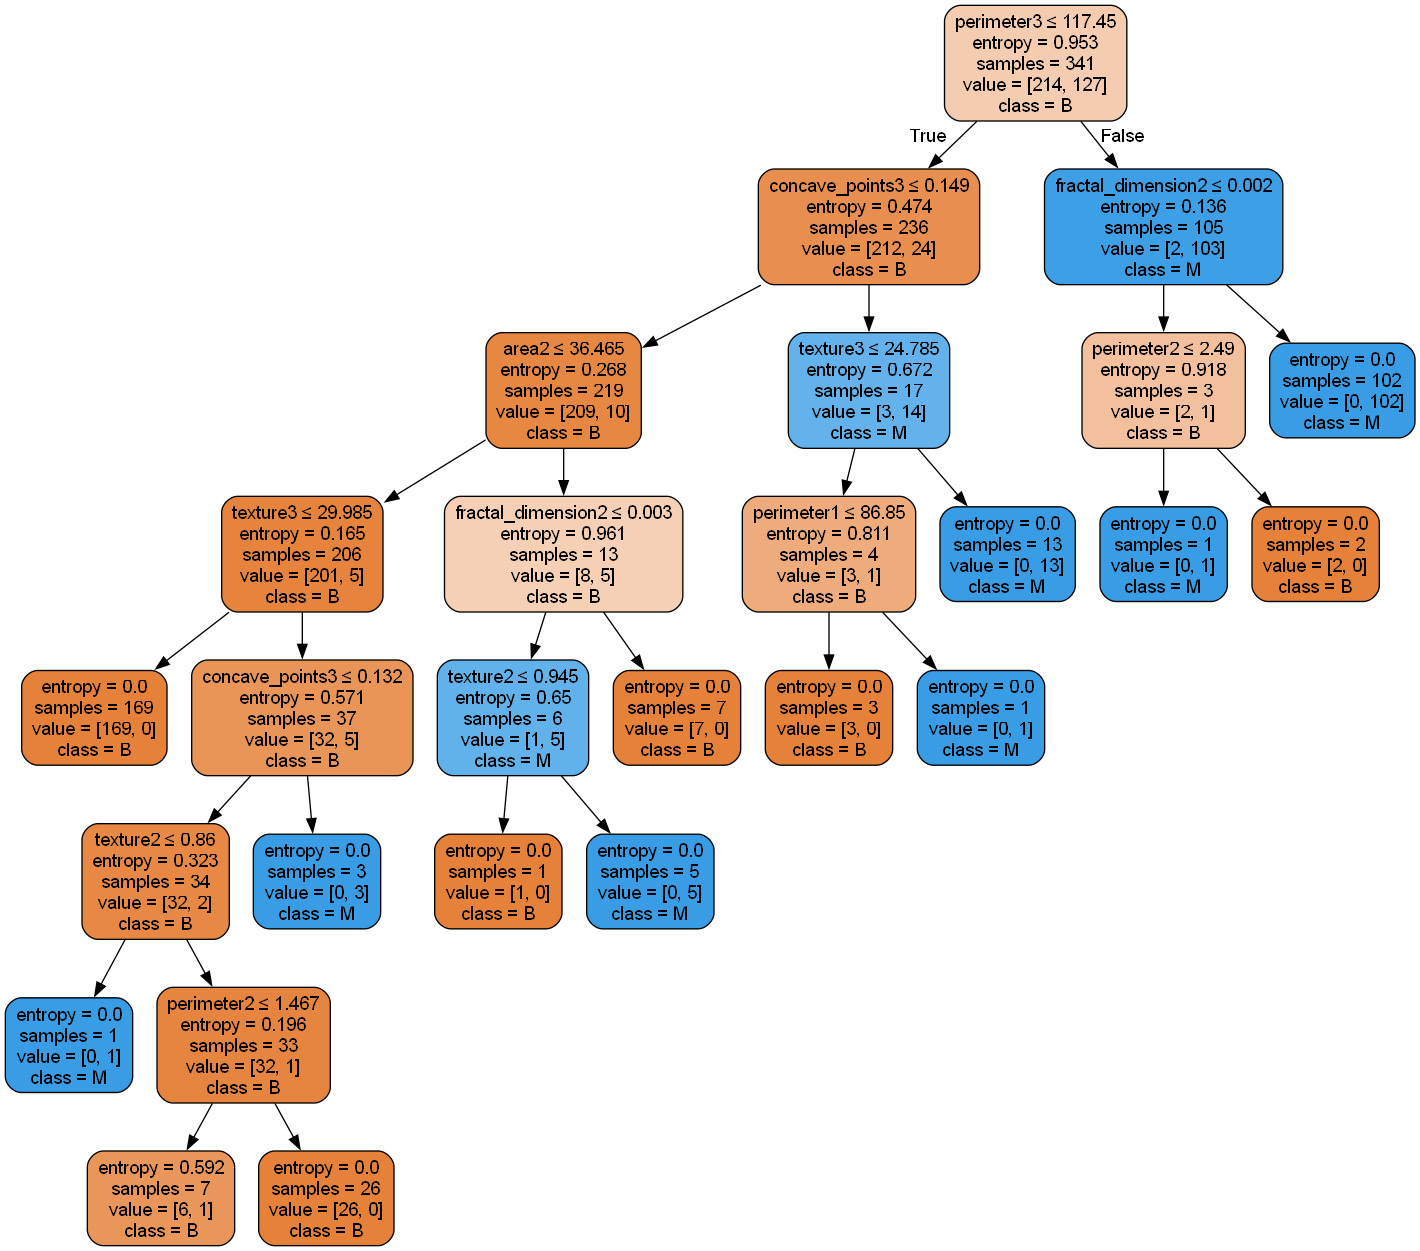 perimeter3 ≤ 117.45
entropy = 0.953
samples = 341
value = [214, 127]
class = B
True
False
concave_points3 ≤ 0.149
entropy = 0.474
samples = 236
value = [212, 24]
class = B
fractal_dimension2 ≤ 0.002
entropy = 0.136
samples = 105
value = [2, 103]
class = M
area2 ≤ 36.465
entropy = 0.268
samples = 219
value = [209, 10]
class = B
texture3 ≤ 24.785
entropy = 0.672
samples = 17
value = [3, 14]
class = M
perimeter2 ≤ 2.49
entropy = 0.918
samples = 3
value = [2, 1]
class = B
entropy = 0.0
samples = 102
value = [0, 102]
class = M
texture3 ≤ 29.985
entropy = 0.165
samples = 206
value = [201, 5]
class = B
fractal_dimension2 ≤ 0.003
entropy = 0.961
samples = 13
value = [8, 5]
class = B
perimeter1 ≤ 86.85
entropy = 0.811
samples = 4
value = [3, 1]
class = B
entropy = 0.0
samples = 13
value = [0, 13]
class = M
entropy = 0.0
samples = 1
value = [0, 1]
class = M
entropy = 0.0
samples = 2
value = [2, 0]
class = B
entropy = 0.0
samples = 169
value = [169, 0]
class = B
concave_points3 ≤ 0.132
entropy = 0.571
samples = 37
value = [32, 5]
class = B
texture2 ≤ 0.945
entropy = 0.65
samples = 6
value = [1, 5]
class = M
entropy = 0.0
samples = 7
value = [7, 0]
class = B
entropy = 0.0
samples = 3
value = [3, 0]
class = B
entropy = 0.0
samples = 1
value = [0, 1]
class = M
texture2 ≤ 0.86
entropy = 0.323
samples = 34
value = [32, 2]
class = B
entropy = 0.0
samples = 3
value = [0, 3]
class = M
entropy = 0.0
samples = 1
value = [1, 0]
class = B
entropy = 0.0
samples = 5
value = [0, 5]
class = M
entropy = 0.0
samples = 1
value = [0, 1]
class = M
perimeter2 ≤ 1.467
entropy = 0.196
samples = 33
value = [32, 1]
class = B
entropy = 0.592
samples = 7
value = [6, 1]
class = B
entropy = 0.0
samples = 26
value = [26, 0]
class = B